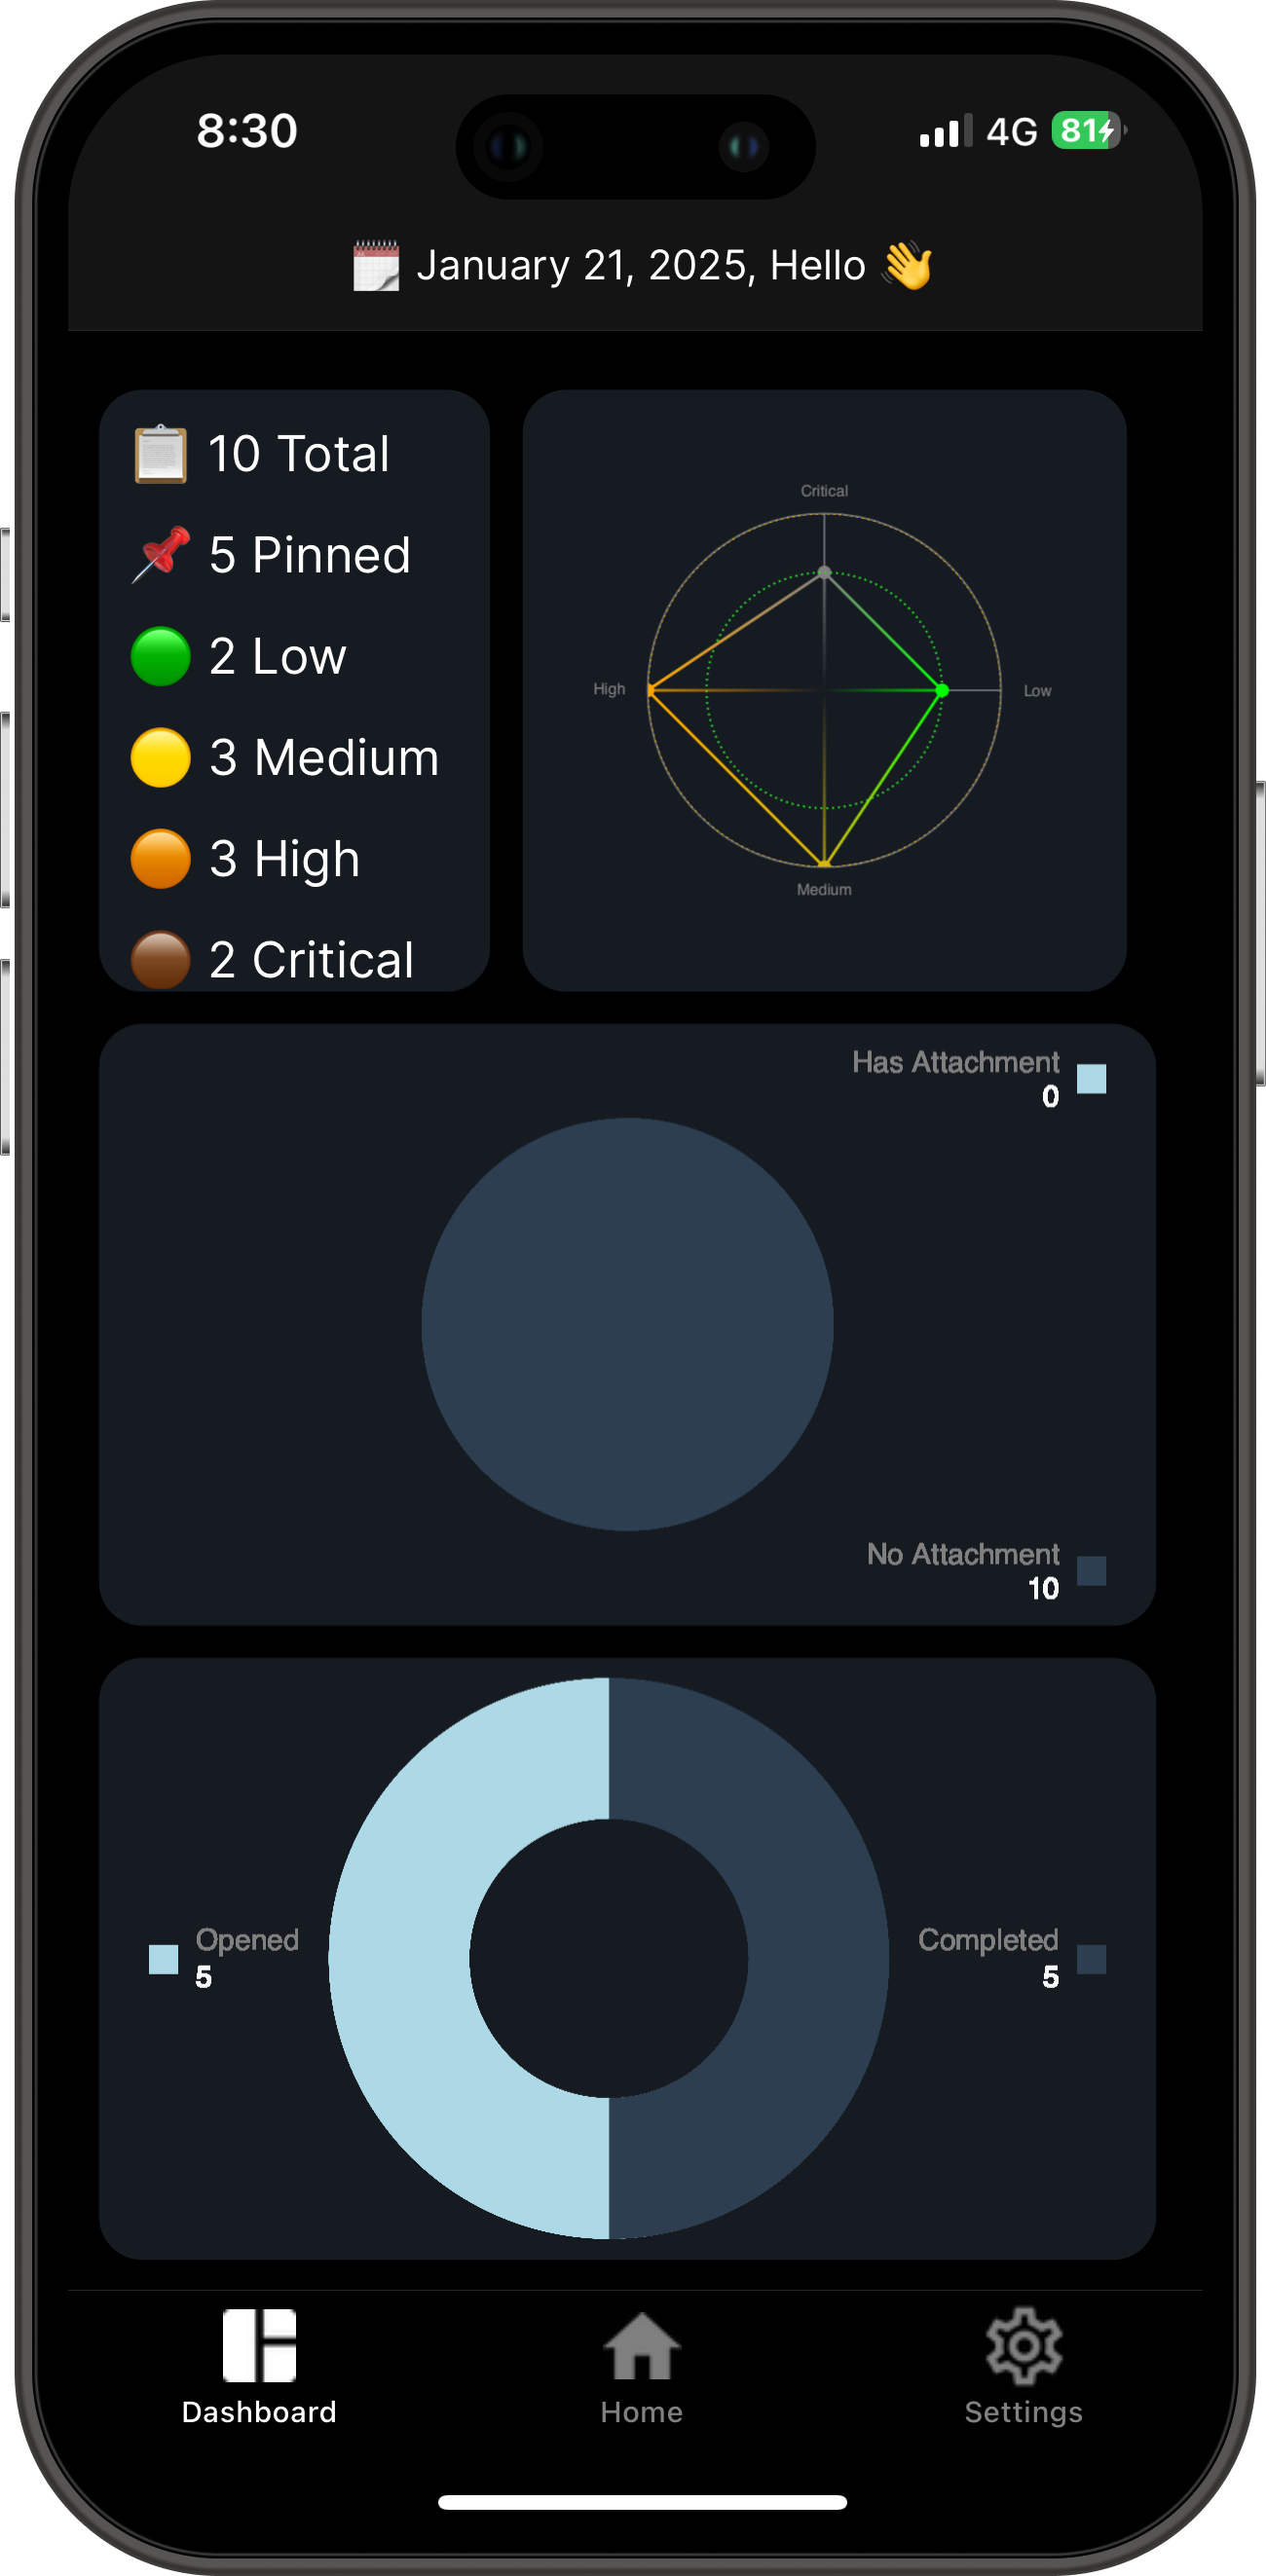 8:30
4G 81
January 21, 2025, Hello 👋
10 Total
5 Pinned
2 Low
3 Medium
3 High
2 Critical
Critical
High
Low
Medium
Has Attachment
0
No Attachment
10
Opened
5
Completed
5
Dashboard
Home
Settings